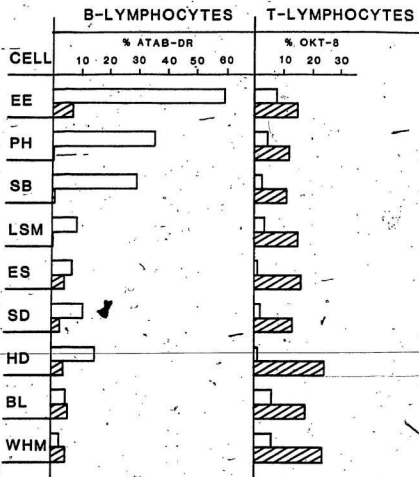 B-LYMPHOCYTES T-LYMPHOCYTES
% ATAB-DR % OKT-8
CELL 10 20 30 40 50 60 10 20 30
EE
PH
SB
LSM
ES
SD
HD
BL
WHM